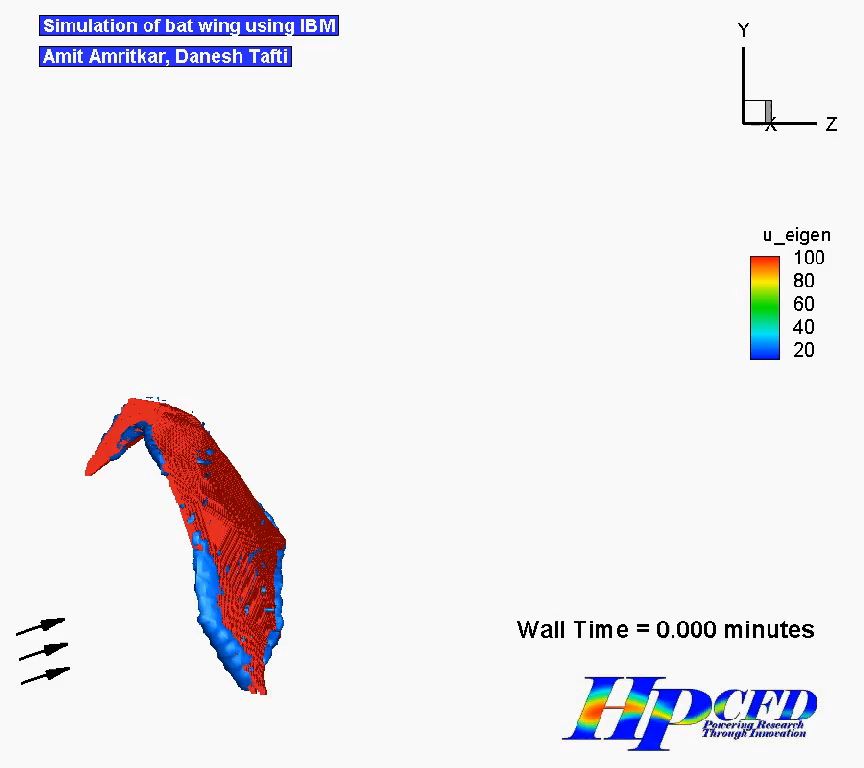 Simulation of bat wing using IBM
Amit Amritkar, Danesh Tafti
Y
X
Z
u_eigen
100
80
60
40
20
Wall Time = 0.000 minutes
HPCFD
Powering Research
Through Innovation